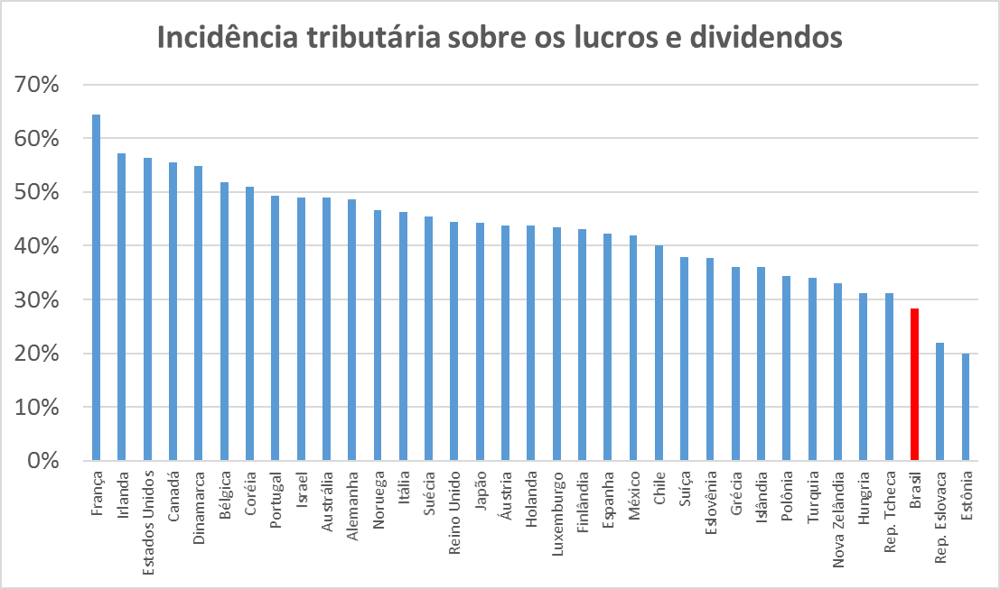 Incidência tributária sobre os lucros e dividendos
70%
60%
50%
40%
30%
20%
10%
0%
França
Irlanda
Estados Unidos
Canadá
Dinamarca
Bélgica
Coréia
Portugal
Israel
Austrália
Alemanha
Noruega
Itália
Suécia
Reino Unido
Japão
Áustria
Holanda
Luxemburgo
Finlândia
Espanha
México
Chile
Suíça
Eslovênia
Grécia
Islândia
Polônia
Turquia
Nova Zelândia
Hungria
Rep. Tcheca
Brasil
Rep. Eslovaca
Estônia